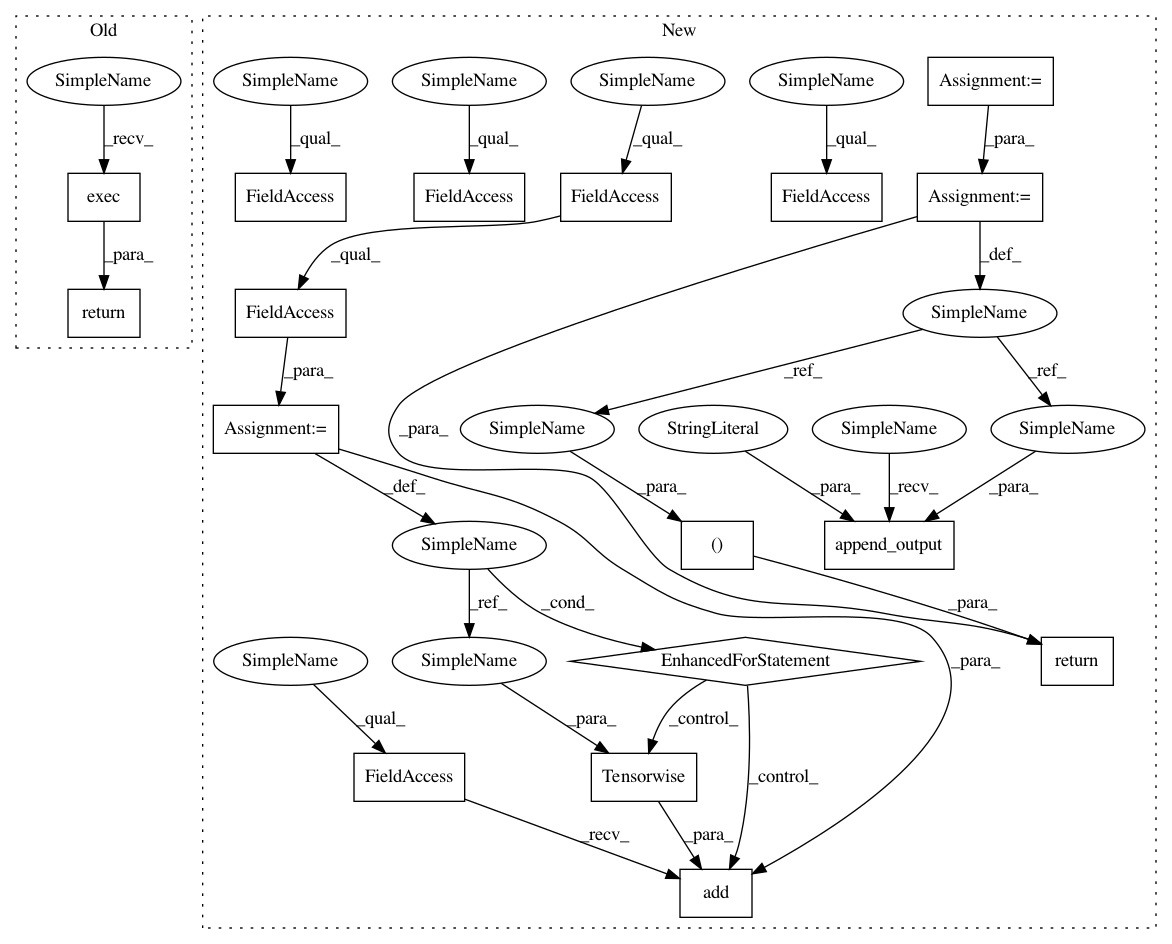 Old
New
SimpleName
SimpleName
SimpleName
SimpleName
SimpleName
Assignment:=
_recv_
_qual_
_qual_
_qual_
_qual_
_para_
exec
FieldAccess
FieldAccess
FieldAccess
FieldAccess
Assignment:=
_para_
_qual_
_def_
return
FieldAccess
SimpleName
_para_
_ref_
_ref_
Assignment:=
_para_
SimpleName
StringLiteral
SimpleName
SimpleName
_def_
_para_
_para_
_recv_
_para_
SimpleName
()
append_output
_ref_
_cond_
_para_
SimpleName
SimpleName
EnhancedForStatement
_para_
return
_qual_
_para_
_control_
FieldAccess
Tensorwise
_control_
_recv_
_para_
add